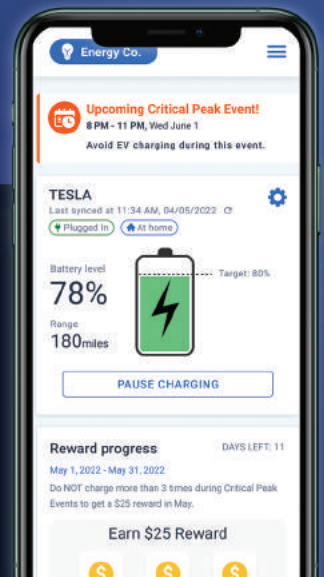 Energy Co.
Upcoming Critical Peak Event!
8 PM - 11 PM, Wed June 1
Avoid EV charging during this event.
TESLA
Last synced at 11:34 AM, 04/05/2022
Plugged In
At home
Battery level
78%
Target: 80%
Range
180miles
PAUSE CHARGING
Reward progress
DAYS LEFT: 11
May 1, 2022 - May 31, 2022
Do NOT charge more than 3 times during Critical Peak
Events to get a $25 reward in May.
Earn $25 Reward
$ $ $